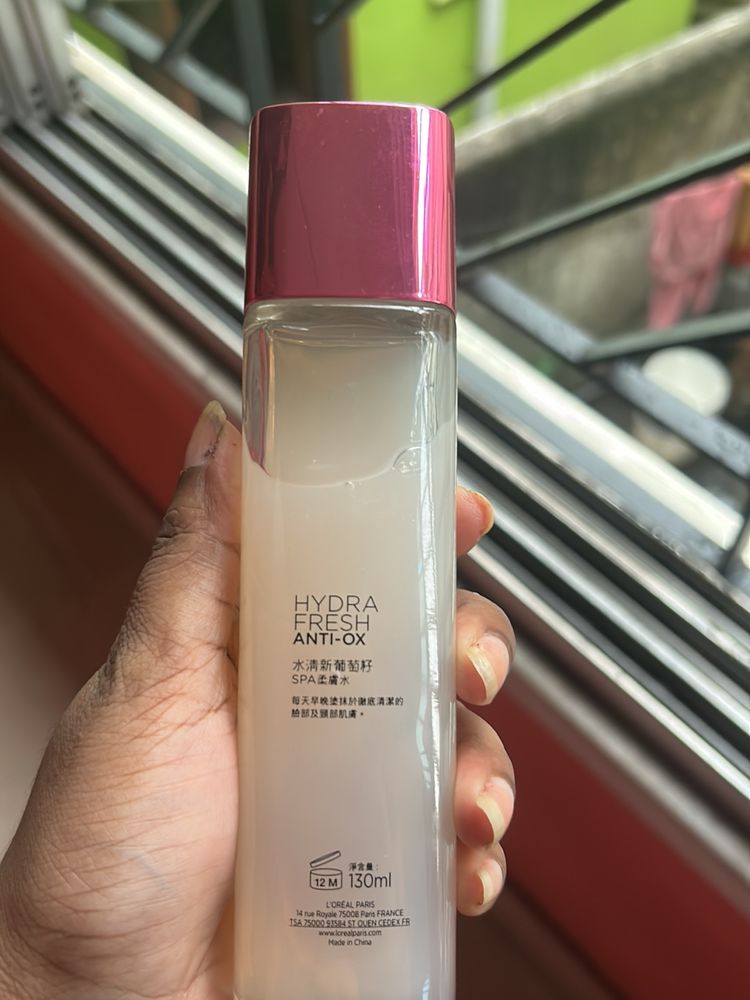 HYDRA
FRESH
ANTI-OX
水清新葡萄籽
SPA柔膚水
每天早晚塗抹於徹底清潔的
臉部及頸部肌膚。
12 M
淨含量:
130ml
L'ORÉAL PARIS
14 rue Royale 75008 Paris FRANCE
TSA 75000 93584 ST OUEN CEDEX FR
www.lorealparis.com
Made in China